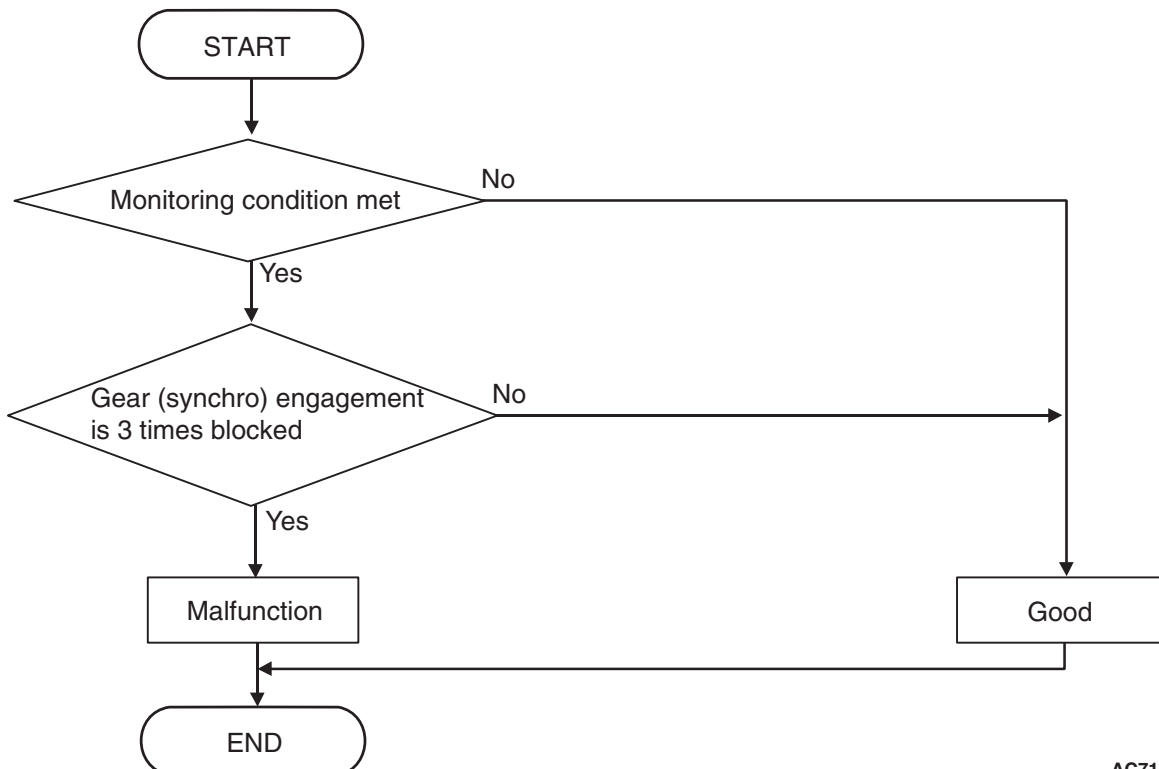 START
Monitoring condition met
No
Yes
Gear (synchro) engagement
is 3 times blocked
No
Yes
Malfunction
Good
END